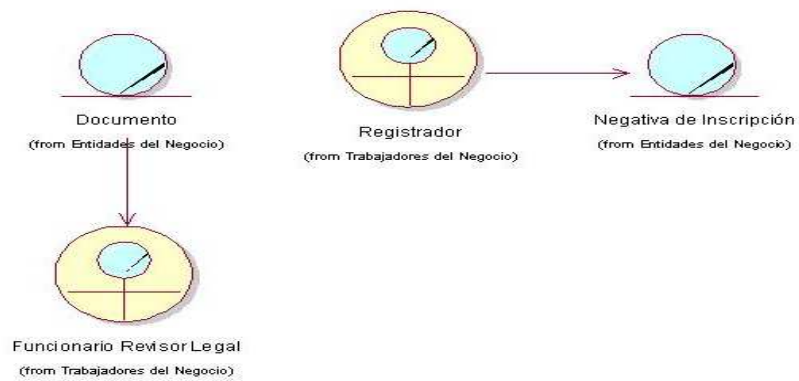 Documento
(from Entidades del Negocio)
Registrador
(from Trabajadores del Negocio)
Negativa de Inscripción
(from Entidades del Negocio)
Funcionario Revisor Legal
(from Trabajadores del Negocio)